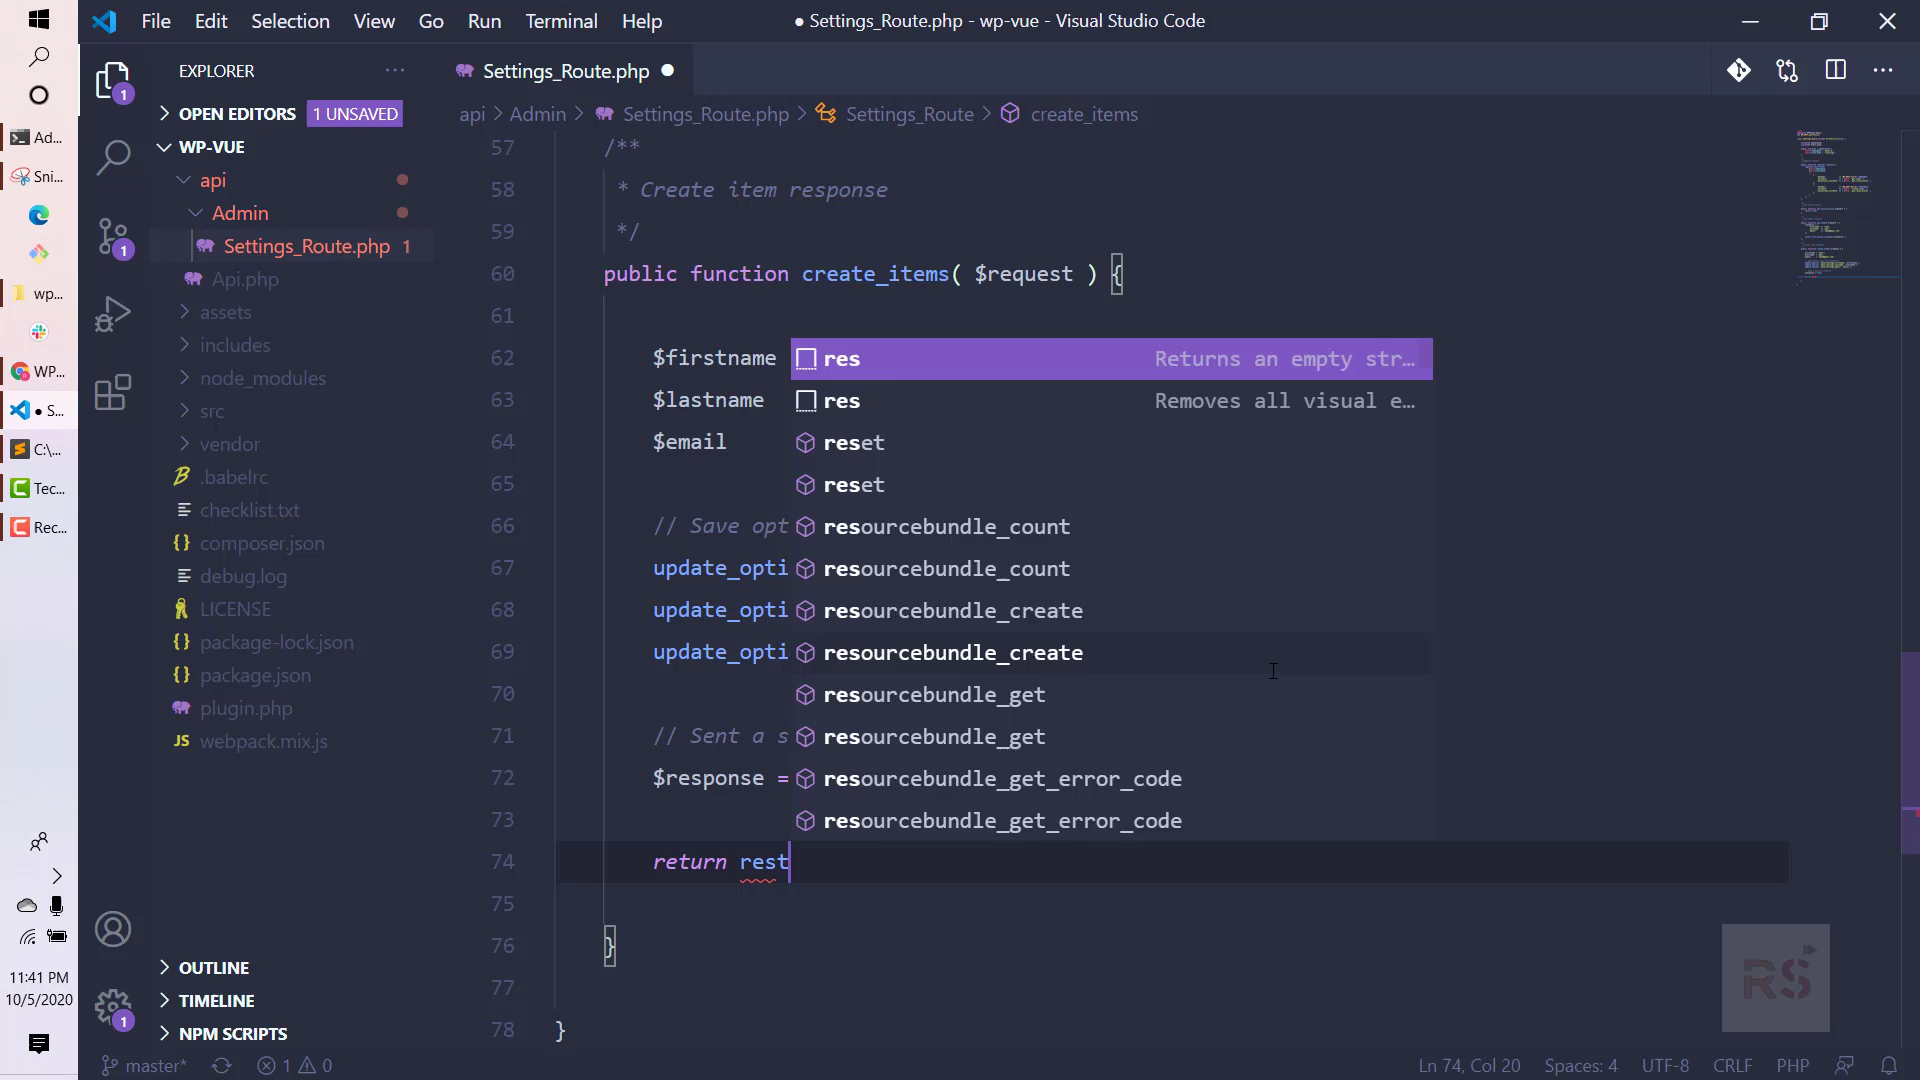 File Edit Selection View Go Run Terminal Help
● Settings_Route.php - wp-vue - Visual Studio Code
EXPLORER
Settings_Route.php
OPEN EDITORS 1 UNSAVED
api > Admin > Settings_Route.php > Settings_Route > create_items
WP-VUE
api
Admin
Settings_Route.php 1
Api.php
assets
includes
node_modules
src
vendor
.babelrc
checklist.txt
composer.json
debug.log
LICENSE
package-lock.json
package.json
plugin.php
JS webpack.mix.js
OUTLINE
TIMELINE
NPM SCRIPTS
57 /**
58 * Create item response
59 */
60 public function create_items( $request ) {
61
62 $firstname
63 $lastname
64 $email
65
66 // Save opt
67 update_opti
68 update_opti
69 update_opti
70
71 // Sent a s
72 $response =
73
74 return rest
75
76 }
77
78 }
res Returns an empty str...
res Removes all visual e...
reset
reset
resourcebundle_count
resourcebundle_count
resourcebundle_create
resourcebundle_create
resourcebundle_get
resourcebundle_get
resourcebundle_get_error_code
resourcebundle_get_error_code
Ad...
Sni...
wp...
WP...
● S...
C:\...
Tec...
Rec...
11:41 PM
10/5/2020
1
1
1
RS
master* 1 0
Ln 74, Col 20 Spaces: 4 UTF-8 CRLF PHP